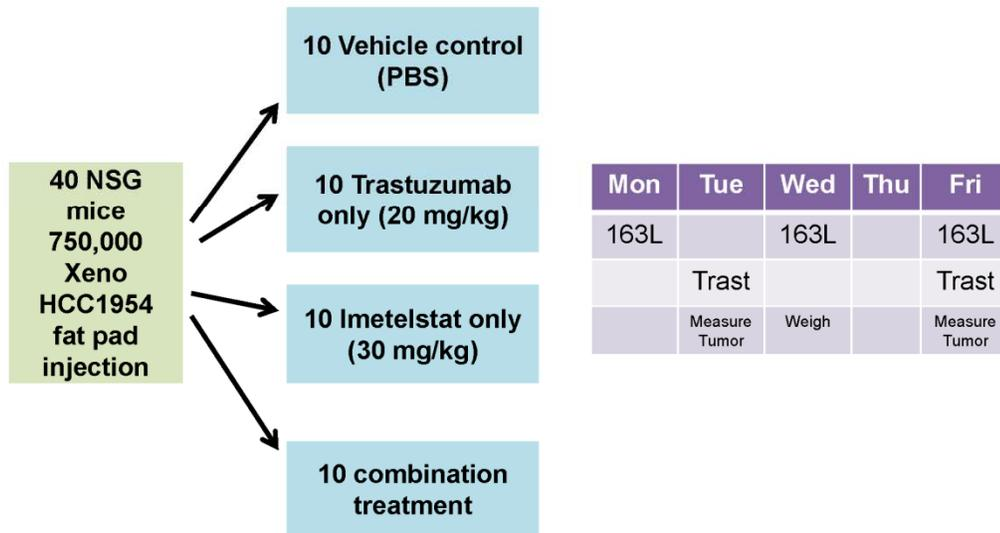 10 Vehicle control
(PBS)
40 NSG
mice
750,000
Xeno
HCC1954
fat pad
injection
10 Trastuzumab
only (20 mg/kg)
10 Imetelstat only
(30 mg/kg)
10 combination
treatment
Mon Tue Wed Thu Fri
163L 163L 163L
Trast Trast
Measure Weigh Measure
Tumor Tumor